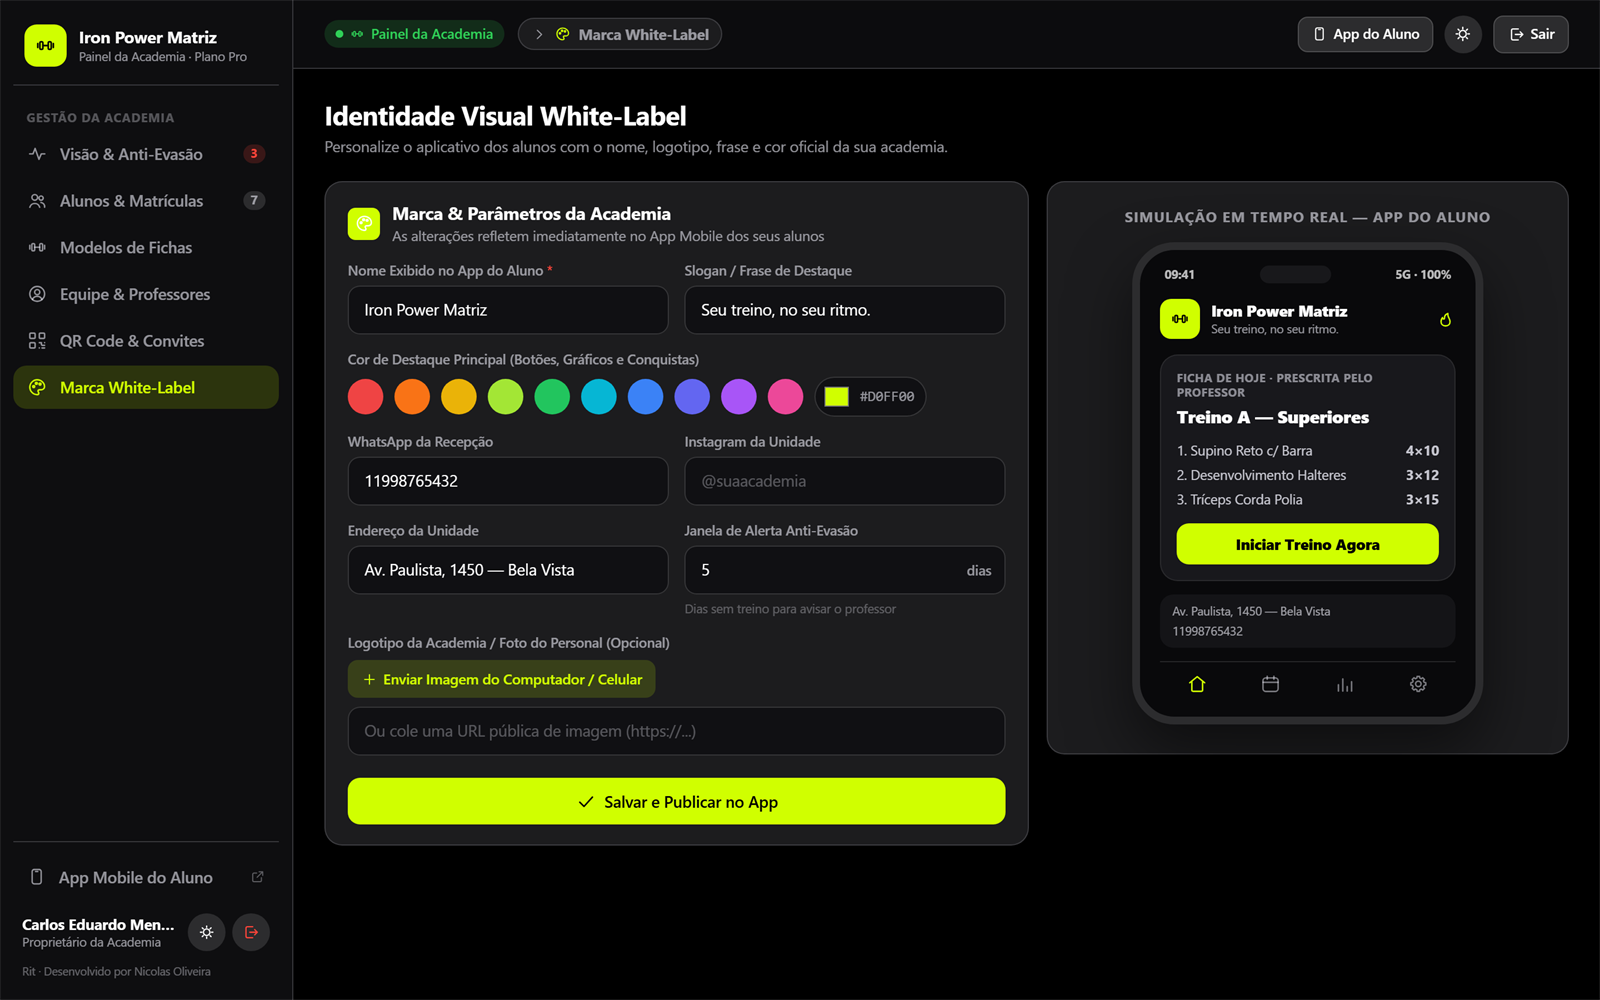 Iron Power Matriz
Painel da Academia · Plano Pro
GESTÃO DA ACADEMIA
Visão & Anti-Evasão 3
Alunos & Matrículas 7
Modelos de Fichas
Equipe & Professores
QR Code & Convites
Marca White-Label
App Mobile do Aluno
Carlos Eduardo Men...
Proprietário da Academia
Rit · Desenvolvido por Nicolas Oliveira
Painel da Academia
Marca White-Label
App do Aluno
Sair
Identidade Visual White-Label
Personalize o aplicativo dos alunos com o nome, logotipo, frase e cor oficial da sua academia.
Marca & Parâmetros da Academia
As alterações refletem imediatamente no App Mobile dos seus alunos
Nome Exibido no App do Aluno *
Iron Power Matriz
Slogan / Frase de Destaque
Seu treino, no seu ritmo.
Cor de Destaque Principal (Botões, Gráficos e Conquistas)
#D0FF00
WhatsApp da Recepção
11998765432
Instagram da Unidade
@suaacademia
Endereço da Unidade
Av. Paulista, 1450 — Bela Vista
Janela de Alerta Anti-Evasão
5 dias
Dias sem treino para avisar o professor
Logotipo da Academia / Foto do Personal (Opcional)
Enviar Imagem do Computador / Celular
Ou cole uma URL pública de imagem (https://...)
Salvar e Publicar no App
SIMULAÇÃO EM TEMPO REAL — APP DO ALUNO
09:41 5G · 100%
Iron Power Matriz
Seu treino, no seu ritmo.
FICHA DE HOJE · PRESCRITA PELO
PROFESSOR
Treino A — Superiores
1. Supino Reto c/ Barra 4×10
2. Desenvolvimento Halteres 3×12
3. Tríceps Corda Polia 3×15
Iniciar Treino Agora
Av. Paulista, 1450 — Bela Vista
11998765432